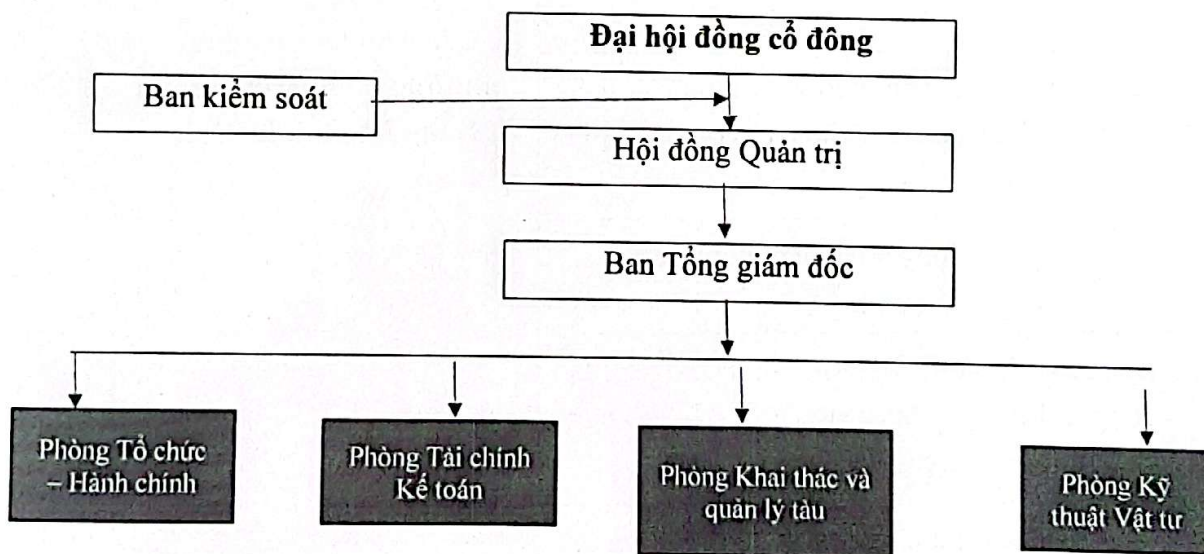 Đại hội đồng cổ đông
Ban kiểm soát
Hội đồng Quản trị
Ban Tổng giám đốc
Phòng Tổ chức
– Hành chính
Phòng Tài chính
Kế toán
Phòng Khai thác và
quản lý tàu
Phòng Kỹ
thuật Vật tư